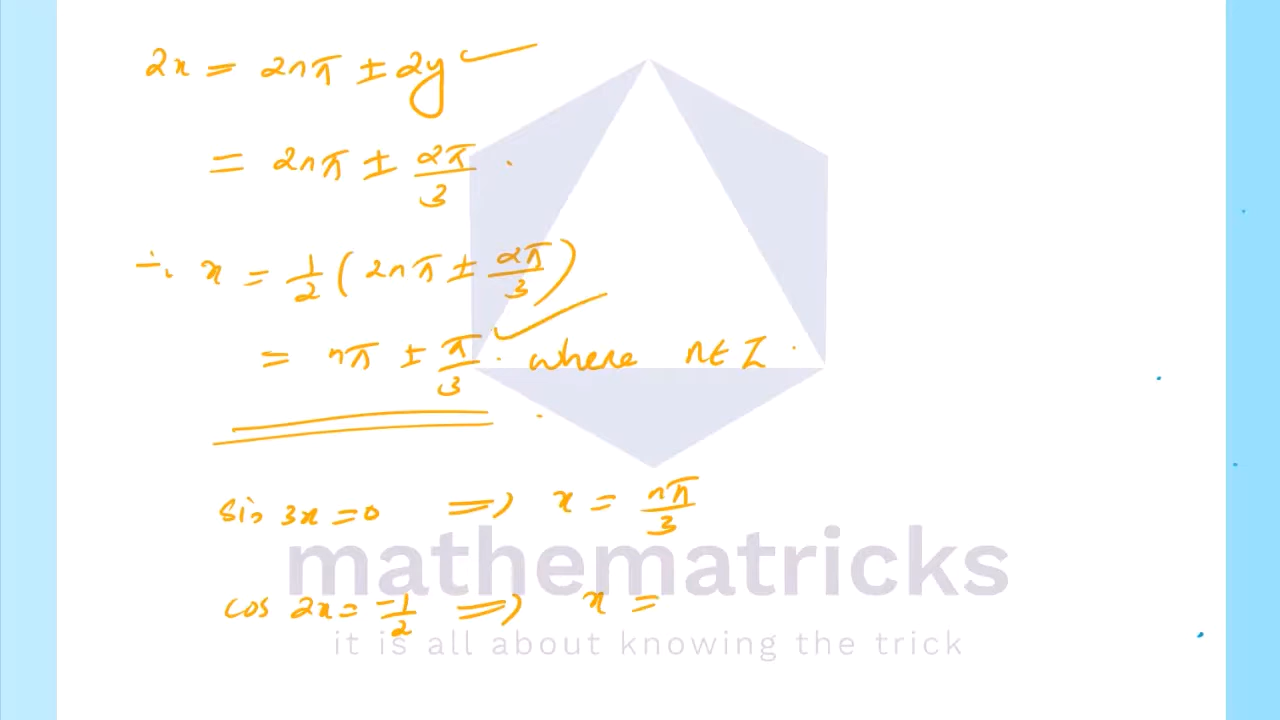 2x = 2nπ ± 2y
= 2nπ ± 2π/3 .
∴ x = 1/2 ( 2nπ ± 2π/3 )
= nπ ± π/3 . where n ∈ Z .
sin 3x = 0 ⟹ x = nπ/3
mathematricks
cos 2x = -1/2 ⟹ x =
it is all about knowing the trick